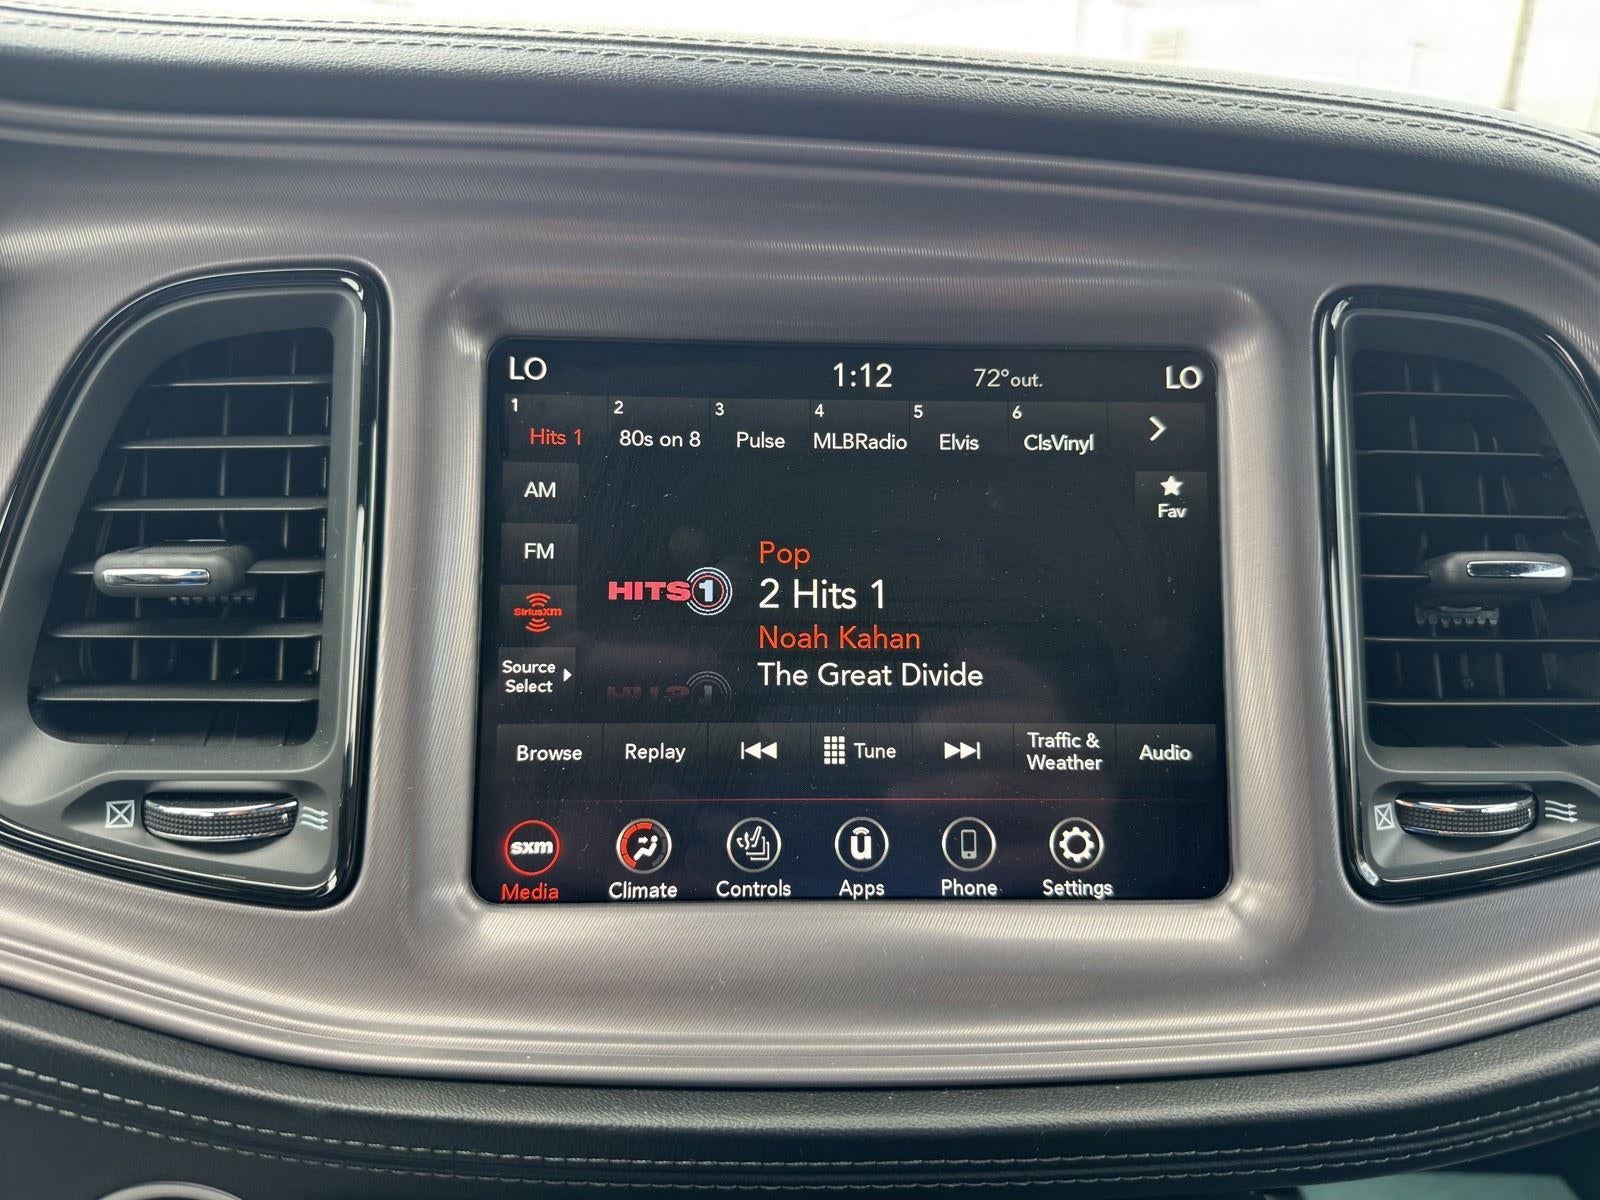 LO 1:12 72°out. LO
1 2 3 4 5 6
Hits 1 80s on 8 Pulse MLBRadio Elvis ClsVinyl
AM
Fav
FM
Pop
HITS 1
2 Hits 1
SiriusXM
Noah Kahan
Source
Select
The Great Divide
Browse Replay Tune Traffic &
Weather Audio
sxm
Media Climate Controls Apps Phone Settings